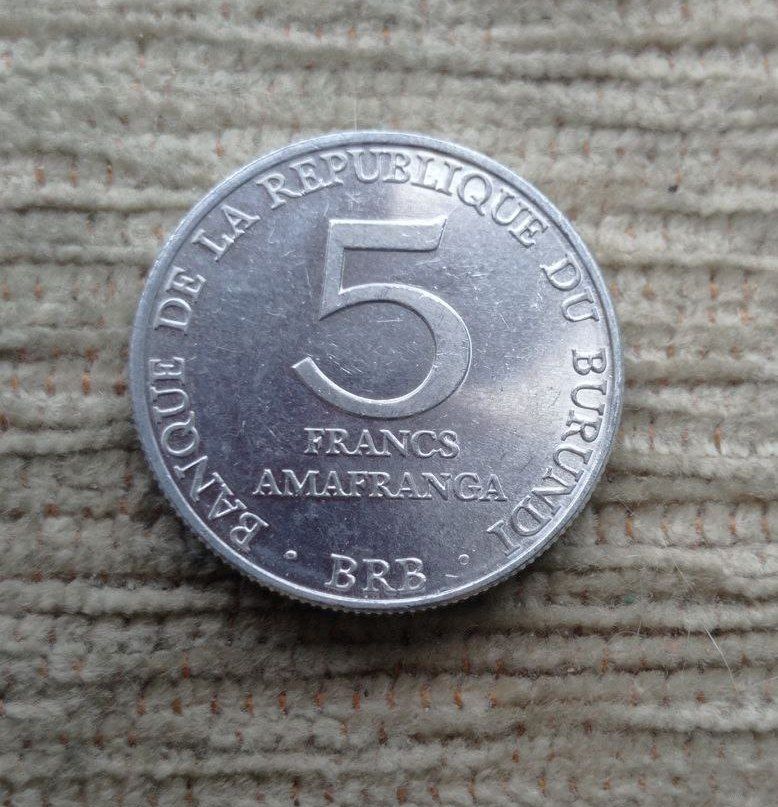 BANQUE DE LA REPUBLIQUE DU BURUNDI
5
FRANCS
AMAFRANGA
· BRB ·